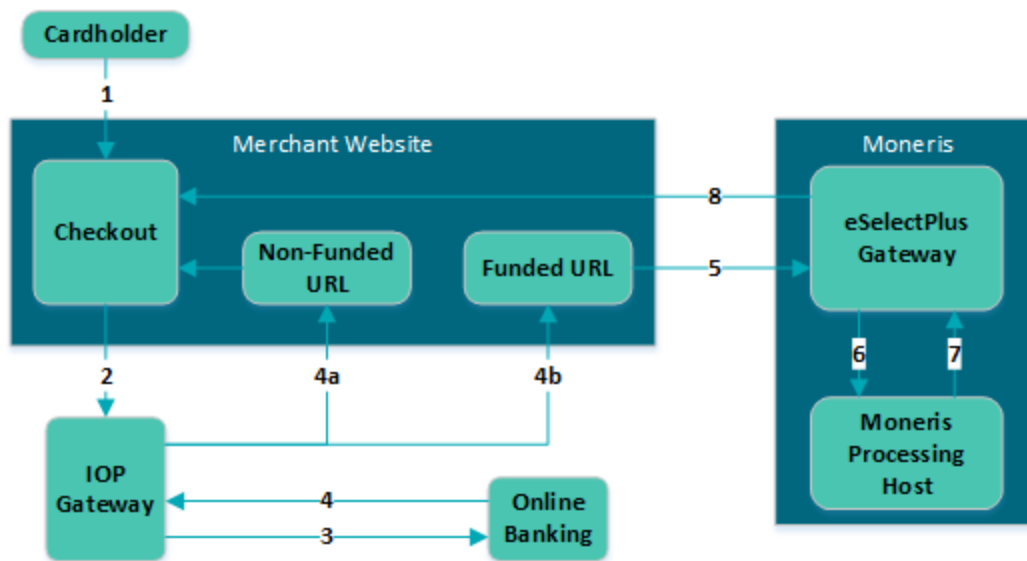 Cardholder
1
Merchant Website
Moneris
Checkout
8
eSelectPlus
Gateway
Non-Funded
URL
Funded URL
5
2
4a
4b
6
7
IOP
Gateway
4
3
Online
Banking
Moneris
Processing
Host